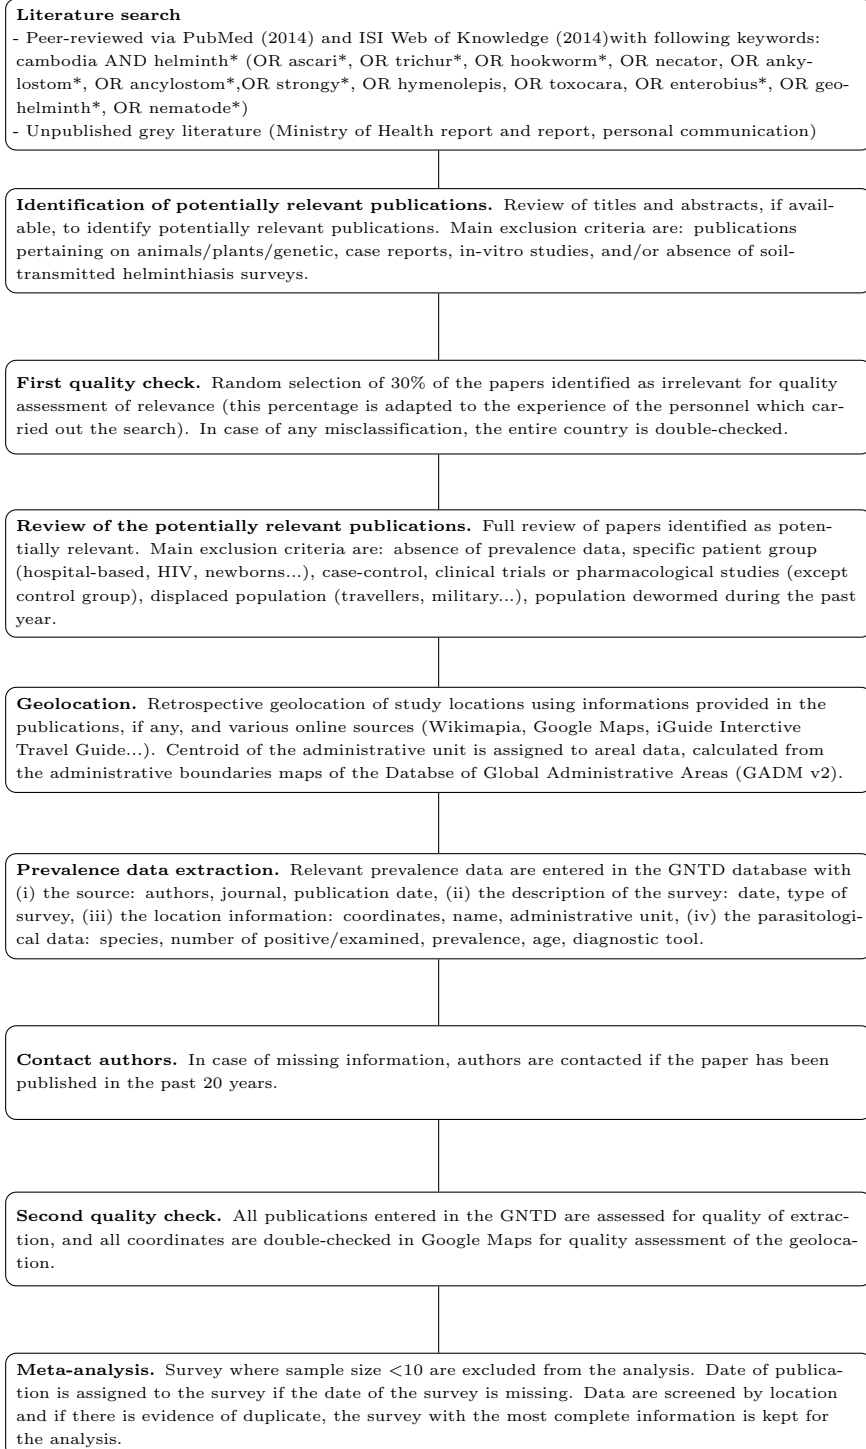 Literature search
- Peer-reviewed via PubMed (2014) and ISI Web of Knowledge (2014)with following keywords:
cambodia AND helminth* (OR ascari*, OR trichur*, OR hookworm*, OR necator, OR anky-
lostom*, OR ancylostom*,OR strongy*, OR hymenolepis, OR toxocara, OR enterobius*, OR geo-
helminth*, OR nematode*)
- Unpublished grey literature (Ministry of Health report and report, personal communication)
Identification of potentially relevant publications. Review of titles and abstracts, if avail-
able, to identify potentially relevant publications. Main exclusion criteria are: publications
pertaining on animals/plants/genetic, case reports, in-vitro studies, and/or absence of soil-
transmitted helminthiasis surveys.
First quality check. Random selection of 30% of the papers identified as irrelevant for quality
assessment of relevance (this percentage is adapted to the experience of the personnel which car-
ried out the search). In case of any misclassification, the entire country is double-checked.
Review of the potentially relevant publications. Full review of papers identified as poten-
tially relevant. Main exclusion criteria are: absence of prevalence data, specific patient group
(hospital-based, HIV, newborns...), case-control, clinical trials or pharmacological studies (except
control group), displaced population (travellers, military...), population dewormed during the past
year.
Geolocation. Retrospective geolocation of study locations using informations provided in the
publications, if any, and various online sources (Wikimapia, Google Maps, iGuide Interctive
Travel Guide...). Centroid of the administrative unit is assigned to areal data, calculated from
the administrative boundaries maps of the Databse of Global Administrative Areas (GADM v2).
Prevalence data extraction. Relevant prevalence data are entered in the GNTD database with
(i) the source: authors, journal, publication date, (ii) the description of the survey: date, type of
survey, (iii) the location information: coordinates, name, administrative unit, (iv) the parasitologi-
cal data: species, number of positive/examined, prevalence, age, diagnostic tool.
Contact authors. In case of missing information, authors are contacted if the paper has been
published in the past 20 years.
Second quality check. All publications entered in the GNTD are assessed for quality of extrac-
tion, and all coordinates are double-checked in Google Maps for quality assessment of the geoloca-
tion.
Meta-analysis. Survey where sample size <10 are excluded from the analysis. Date of publica-
tion is assigned to the survey if the date of the survey is missing. Data are screened by location
and if there is evidence of duplicate, the survey with the most complete information is kept for
the analysis.